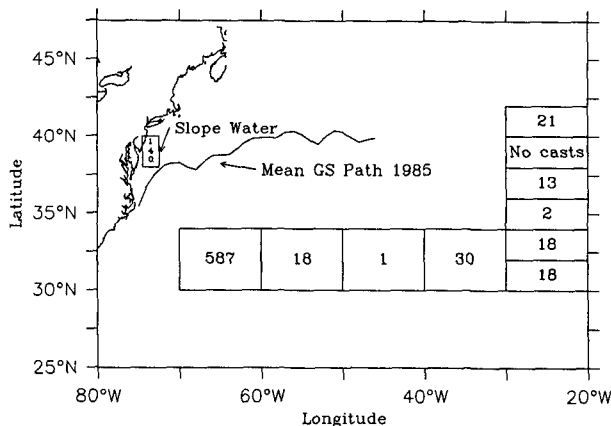 45°N
40°N
35°N
30°N
25°N
Latitude
80°W
60°W
40°W
20°W
Longitude
140
Slope Water
Mean GS Path 1985
21
No casts
13
2
18
18
587
18
1
30